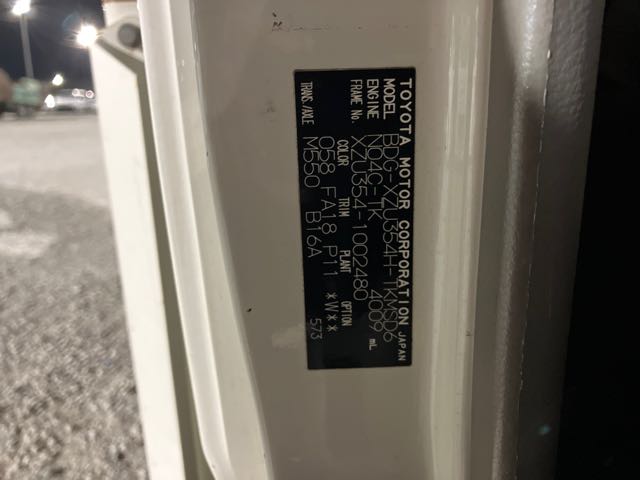 TOYOTA MOTOR CORPORATION JAPAN
MODEL BDG-XZU354H-TKMSD6
ENGINE N04C-TK 4009 mL
FRAME No. XZU354-1002480
COLOR TRIM PLANT OPTION
058 FA18 P11 *W**
TRANS./AXLE M550 B16A 573